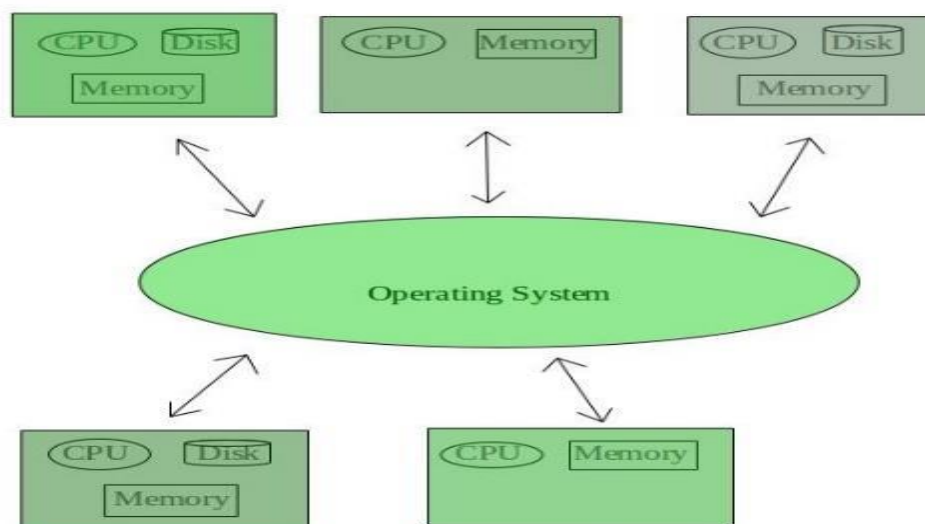 CPU Disk
Memory
CPU Memory
CPU Disk
Memory
Operating System
CPU Disk
Memory
CPU Memory